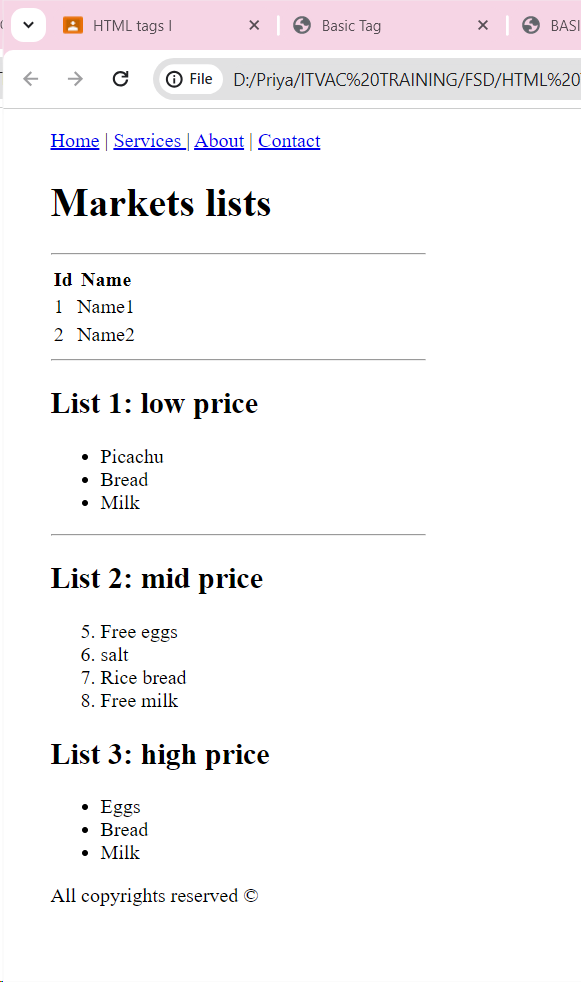 HTML tags I
Basic Tag
BASI
File
D:/Priya/ITVAC%20TRAINING/FSD/HTML%20
Home | Services | About | Contact
Markets lists
Id Name
1 Name1
2 Name2
List 1: low price
Picachu
Bread
Milk
List 2: mid price
5. Free eggs
6. salt
7. Rice bread
8. Free milk
List 3: high price
Eggs
Bread
Milk
All copyrights reserved ©